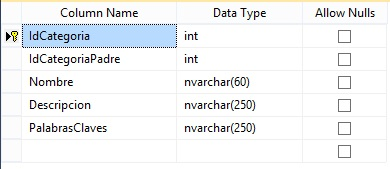 Column Name Data Type Allow Nulls
IdCategoria int
IdCategoriaPadre int
Nombre nvarchar(60)
Descripcion nvarchar(250)
PalabrasClaves nvarchar(250)